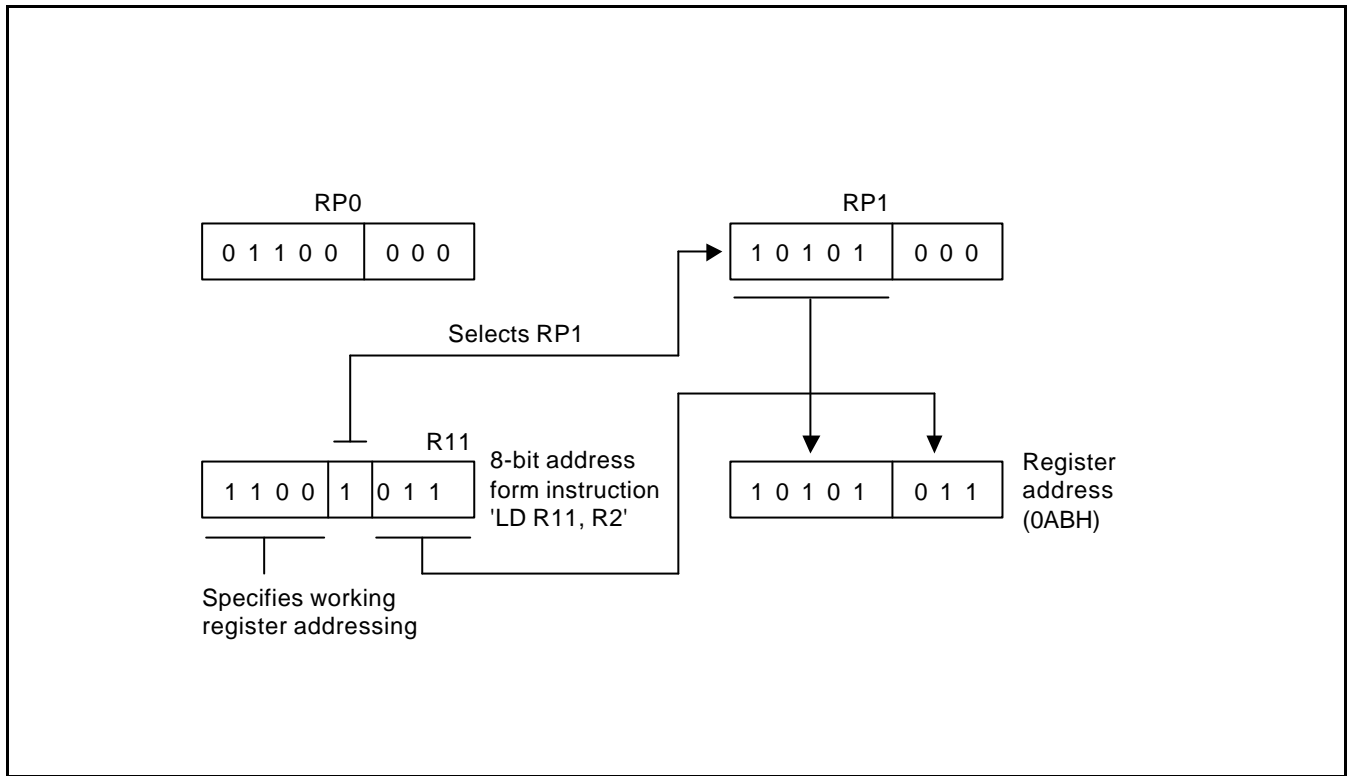 RP0
RP1
0 1 1 0 0 0 0 0
1 0 1 0 1 0 0 0
Selects RP1
R11
1 1 0 0 1 0 1 1
8-bit address
form instruction
'LD R11, R2'
1 0 1 0 1 0 1 1
Register
address
(0ABH)
Specifies working
register addressing